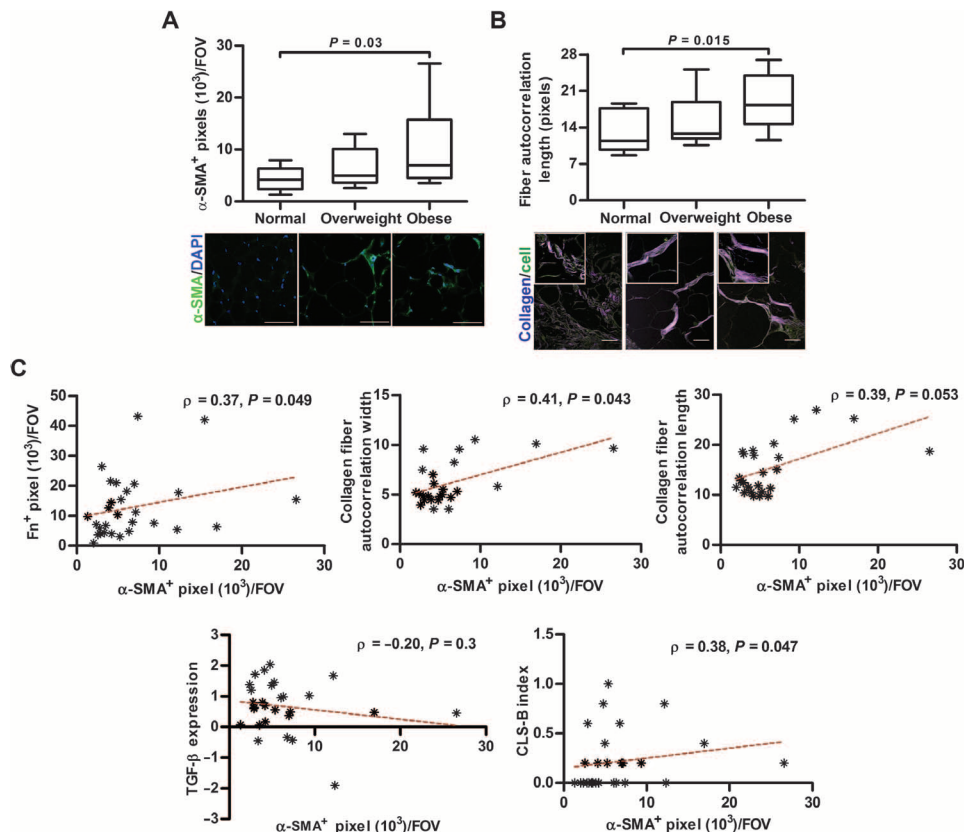 A
P = 0.03
α-SMA⁺ pixels (10³)/FOV
30
20
10
0
Normal Overweight Obese
α-SMA/DAPI
B
P = 0.015
Fiber autocorrelation
length (pixels)
28
21
14
7
0
Normal Overweight Obese
Collagen/cell
C
ρ = 0.37, P = 0.049
Fn⁺ pixel (10³)/FOV
50
40
30
20
10
0
0 10 20 30
α-SMA⁺ pixel (10³)/FOV
ρ = 0.41, P = 0.043
Collagen fiber
autocorrelation width
15
10
5
0
0 10 20 30
α-SMA⁺ pixel (10³)/FOV
ρ = 0.39, P = 0.053
Collagen fiber
autocorrelation length
30
20
10
0
0 10 20 30
α-SMA⁺ pixel (10³)/FOV
ρ = −0.20, P = 0.3
TGF-β expression
3
2
1
0
−1
−2
−3
10 20 30
α-SMA⁺ pixel (10³)/FOV
ρ = 0.38, P = 0.047
CLS-B index
1.5
1.0
0.5
0.0
0 10 20 30
α-SMA⁺ pixel (10³)/FOV